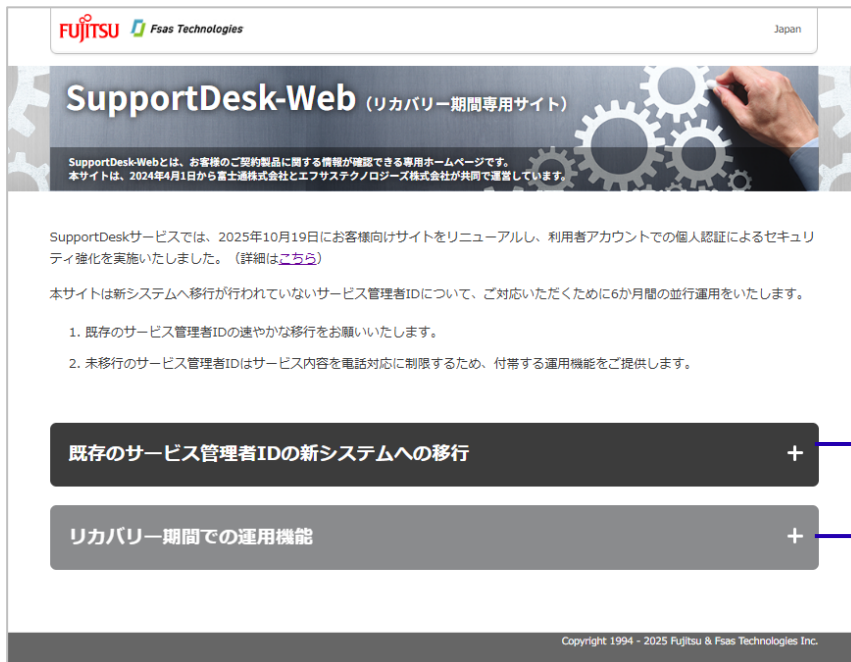 FUJITSU Fsas Technologies Japan
SupportDesk-Web (リカバリー期間専用サイト)
SupportDesk-Webとは、お客様のご契約製品に関する情報が確認できる専用ホームページです。
本サイトは、2024年4月1日から富士通株式会社とエフサステクノロジーズ株式会社が共同で運営しています。
SupportDeskサービスでは、2025年10月19日にお客様向けサイトをリニューアルし、利用者アカウントでの個人認証によるセキュリ
ティ強化を実施いたしました。（詳細はこちら）
本サイトは新システムへ移行が行われていないサービス管理者IDについて、ご対応いただくために6か月間の並行運用をいたします。
1. 既存のサービス管理者IDの速やかな移行をお願いいたします。
2. 未移行のサービス管理者IDはサービス内容を電話対応に制限するため、付帯する運用機能をご提供します。
既存のサービス管理者IDの新システムへの移行 +
リカバリー期間での運用機能 +
Copyright 1994 - 2025 Fujitsu & Fsas Technologies Inc.